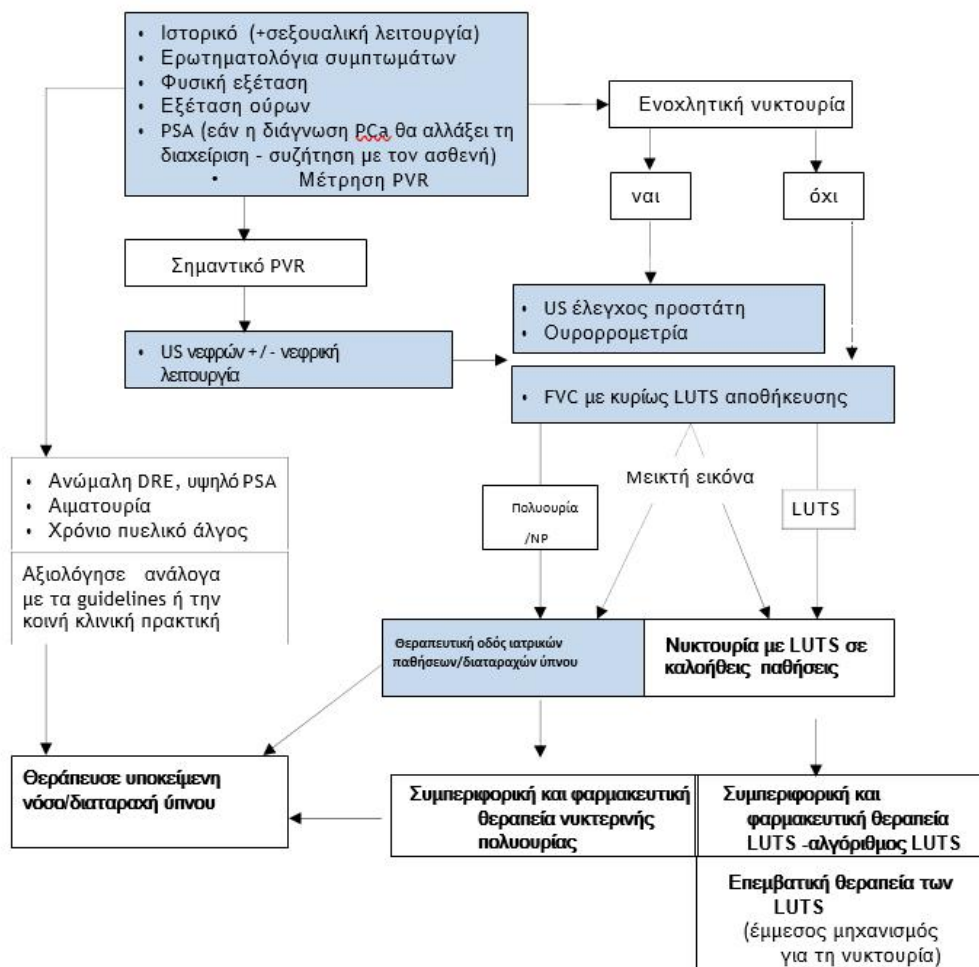 • Ιστορικό (+σεξουαλική λειτουργία)
• Ερωτηματολόγια συμπτωμάτων
• Φυσική εξέταση
• Εξέταση ούρων
• PSA (εάν η διάγνωση PCa θα αλλάξει τη
διαχείριση - συζήτηση με τον ασθενή)
• Μέτρηση PVR
Ενοχλητική νυκτουρία
ναι
όχι
Σημαντικό PVR
• US έλεγχος προστάτη
• Ουρορρομετρία
• US νεφρών +/- νεφρική
λειτουργία
• FVC με κυρίως LUTS αποθήκευσης
• Ανώμαλη DRE, υψηλό PSA
• Αιματουρία
• Χρόνιο πυελικό άλγος
Αξιολόγησε ανάλογα
με τα guidelines ή την
κοινή κλινική πρακτική
Πολυουρία
/NP
Μεικτή εικόνα
LUTS
Θεραπευτική οδός ιατρικών
παθήσεων/διαταραχών ύπνου
Νυκτουρία με LUTS σε
καλοήθεις παθήσεις
Θεράπευσε υποκείμενη
νόσο/διαταραχή ύπνου
Συμπεριφορική και φαρμακευτική
θεραπεία νυκτερινής
πολυουρίας
Συμπεριφορική και
φαρμακευτική θεραπεία
LUTS -αλγόριθμος LUTS
Επεμβατική θεραπεία των
LUTS
(έμμεσος μηχανισμός
για τη νυκτουρία)